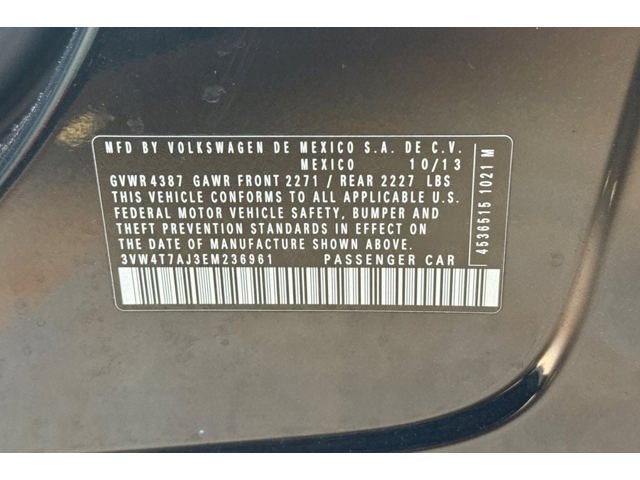 MFD BY VOLKSWAGEN DE MEXICO S.A. DE C.V.
MEXICO 10/13
GVWR 4387 GAWR FRONT 2271 / REAR 2227 LBS
THIS VEHICLE CONFORMS TO ALL APPLICABLE U.S.
FEDERAL MOTOR VEHICLE SAFETY, BUMPER AND
THEFT PREVENTION STANDARDS IN EFFECT
ON THE DATE OF MANUFACTURE SHOWN ABOVE.
3VW4T7AJ3EM236961 PASSENGER CAR
4536515 1021 M